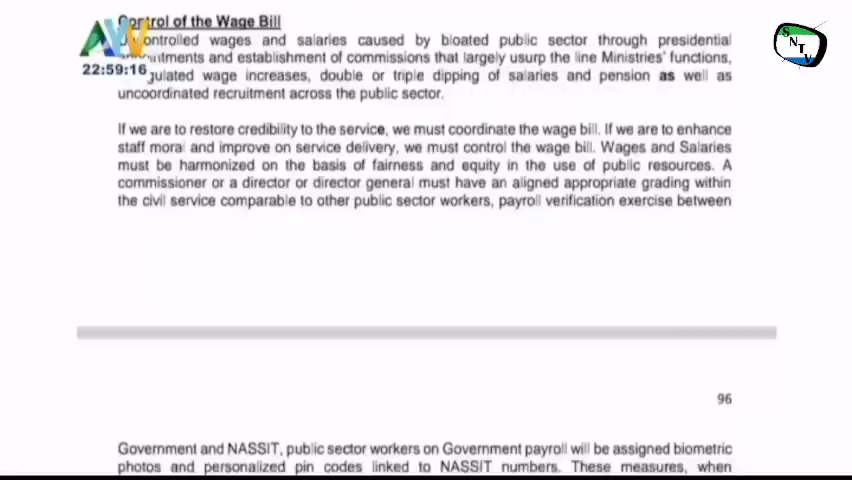 Control of the Wage Bill
controlled wages and salaries caused by bloated public sector through presidential
AYV
and establishment of commissions that largely usurp the line Ministries' functions,
22:59:16
wage increases, double or triple dipping of salaries and pension as well as
uncoordinated recruitment across the public sector.
If we are to restore credibility to the service, we must coordinate the wage bill. If we are to enhance
staff moral and improve on service delivery, we must control the wage bill. Wages and Salaries
must be harmonized on the basis of fairness and equity in the use of public resources. A
commissioner or a director or director general must have an aligned appropriate grading within
the civil service comparable to other public sector workers, payroll verification exercise between
96
Government and NASSIT, public sector workers on Government payroll will be assigned biometric
photos and personalized pin codes linked to NASSIT numbers. These measures, when
SNTV